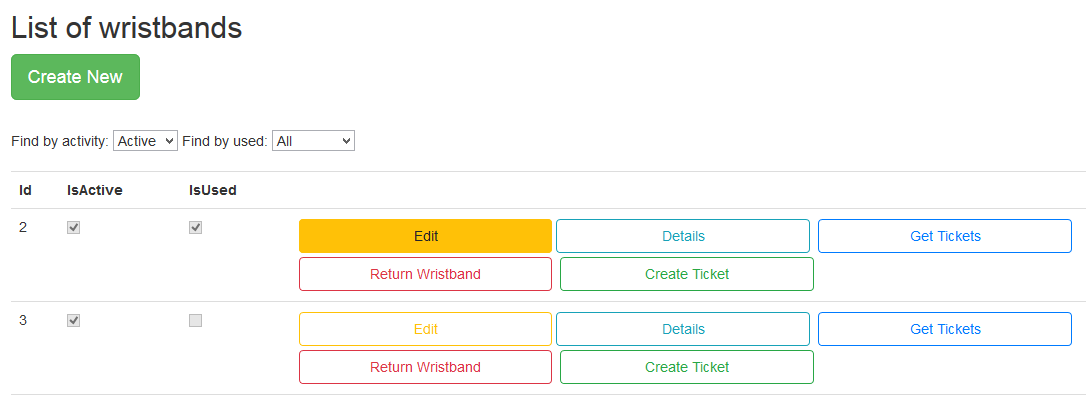 List of wristbands
Create New
Find by activity: Active Find by used: All
Id IsActive IsUsed
2 Edit Details Get Tickets
Return Wristband Create Ticket
3 Edit Details Get Tickets
Return Wristband Create Ticket